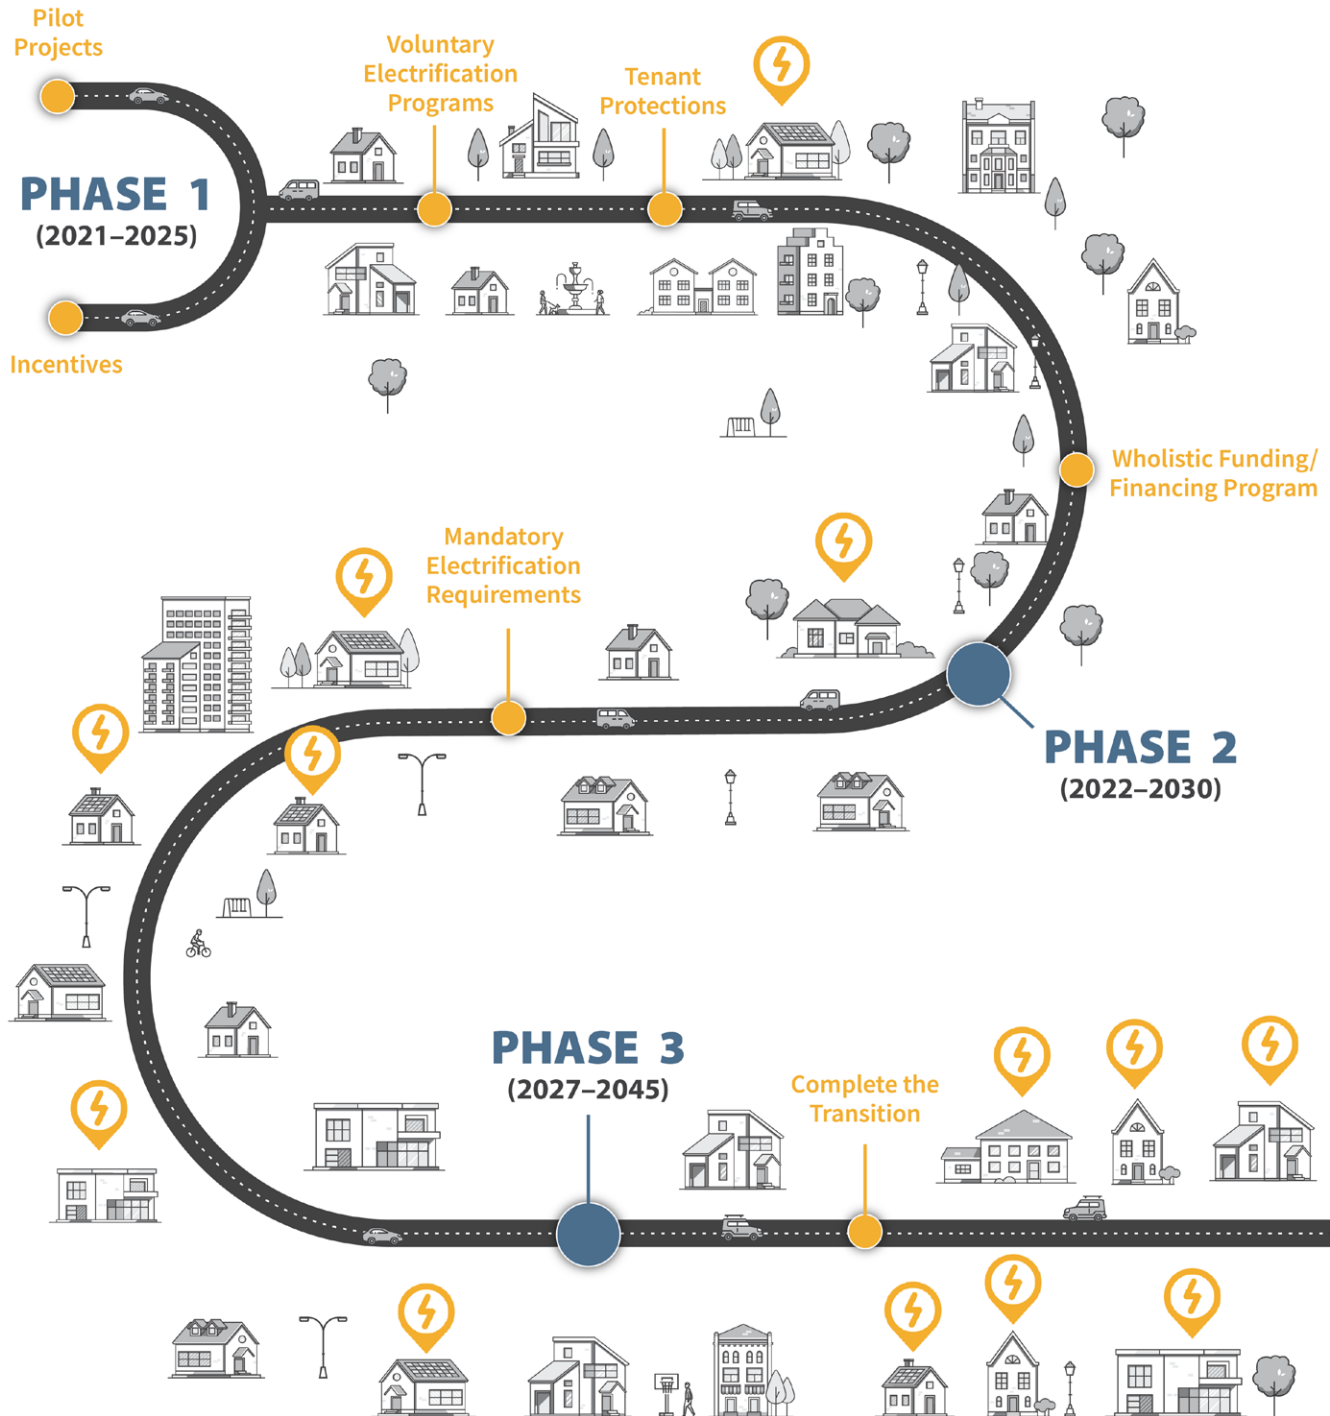 Pilot
Projects
Voluntary
Electrification
Programs
Tenant
Protections
PHASE 1
(2021–2025)
Incentives
Wholistic Funding/
Financing Program
Mandatory
Electrification
Requirements
PHASE 2
(2022–2030)
PHASE 3
(2027–2045)
Complete the
Transition